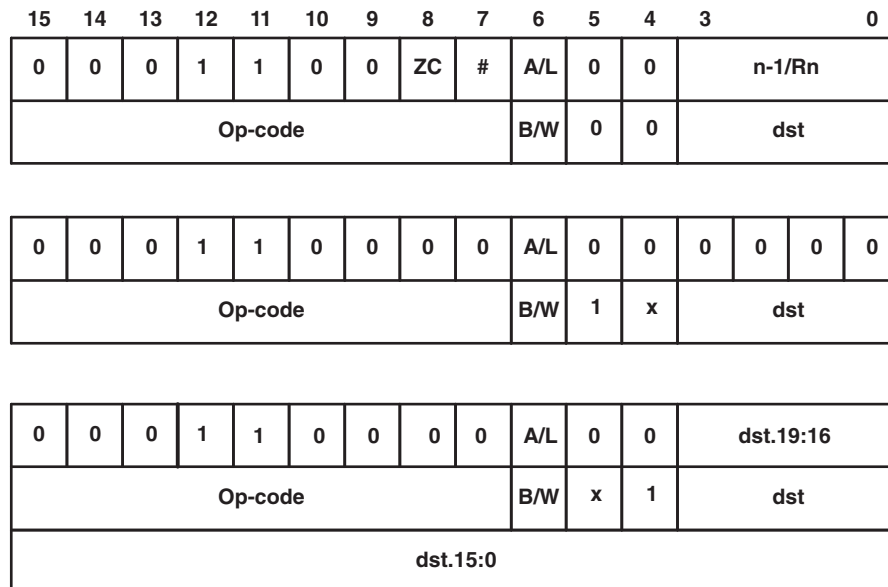 15 14 13 12 11 10 9 8 7 6 5 4 3 0
0 0 0 1 1 0 0 ZC # A/L 0 0 n-1/Rn
Op-code B/W 0 0 dst
0 0 0 1 1 0 0 0 0 A/L 0 0 0 0 0 0
Op-code B/W 1 x dst
0 0 0 1 1 0 0 0 0 A/L 0 0 dst.19:16
Op-code B/W x 1 dst
dst.15:0